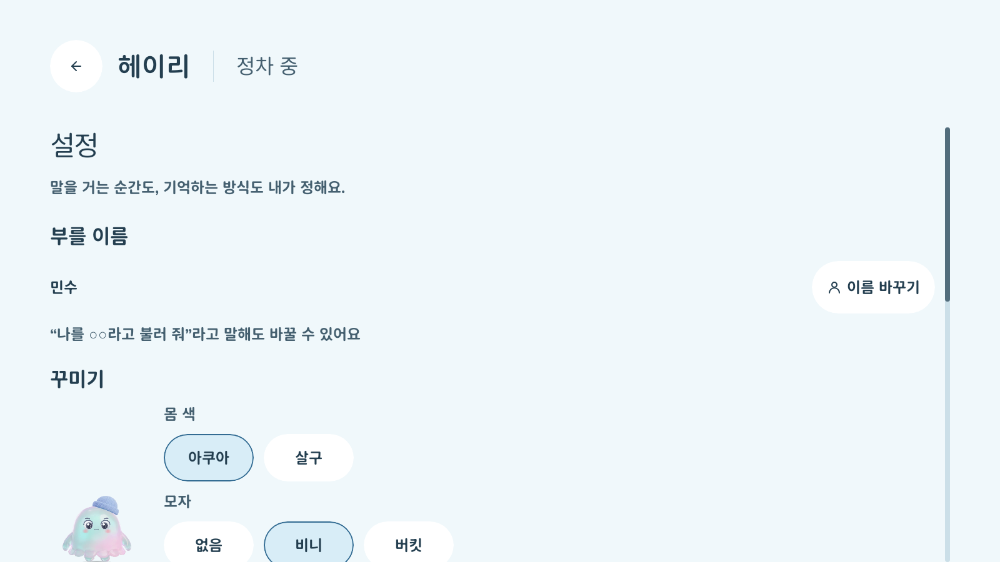 헤이리
정차 중
설정
말을 거는 순간도, 기억하는 방식도 내가 정해요.
부를 이름
민수
이름 바꾸기
“나를 ○○라고 불러 줘”라고 말해도 바꿀 수 있어요
꾸미기
몸 색
아쿠아
살구
모자
없음
비니
버킷